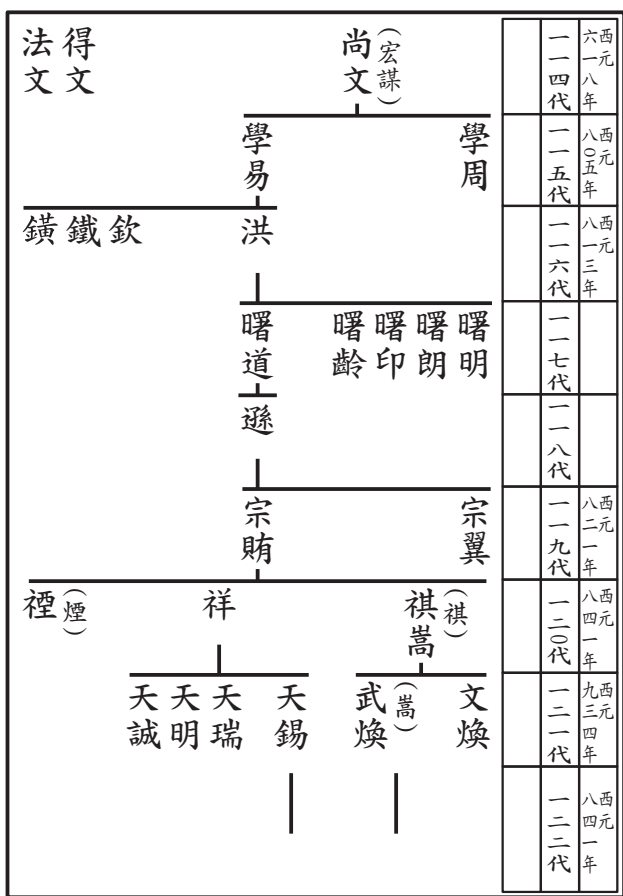 西元六一八年
一一四代
(宏謀)
尚文
得文
法文
西元八〇五年
一一五代
學周
學易
西元八一三年
一一六代
洪
欽
鐵
鐄
一一七代
曙明
曙朗
曙印
曙齡
曙道
一一八代
遜
西元八二一年
一一九代
宗翼
宗賄
西元八四一年
一二〇代
(祺)
祺嵩
祥
(煙)
禋
西元九三四年
一二一代
文煥
(嵩)
武煥
天錫
天瑞
天明
天誠
西元八四一年
一二二代